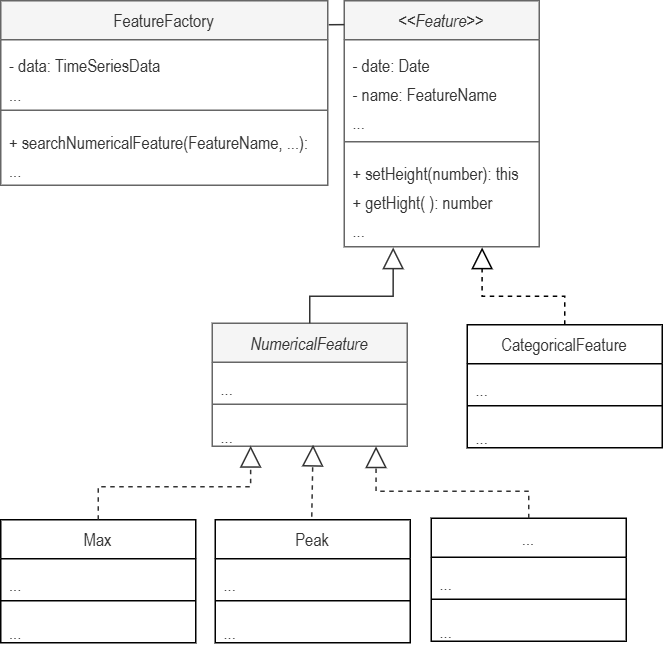 FeatureFactory
- data: TimeSeriesData
...
+ searchNumericalFeature(FeatureName, ...):
...
<<Feature>>
- date: Date
- name: FeatureName
...
+ setHeight(number): this
+ getHight( ): number
...
NumericalFeature
...
...
CategoricalFeature
...
...
Max
...
...
Peak
...
...
...
...
...